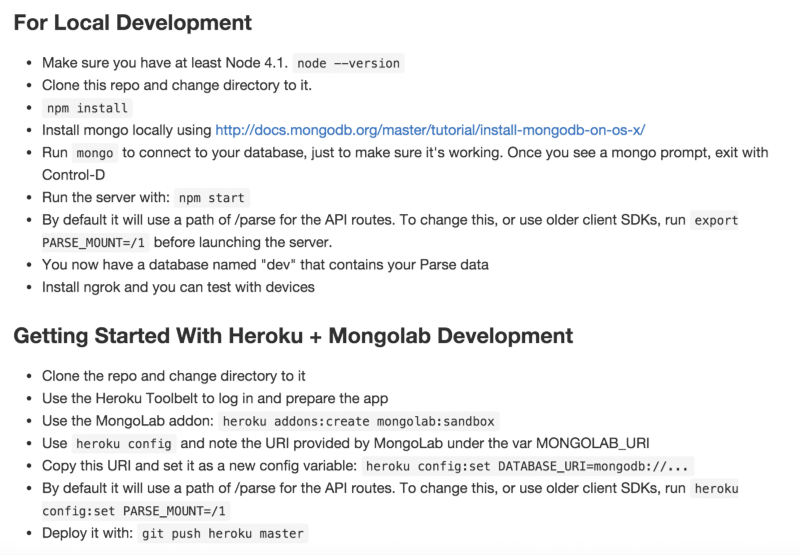 For Local Development
Make sure you have at least Node 4.1. node --version
Clone this repo and change directory to it.
npm install
Install mongo locally using http://docs.mongodb.org/master/tutorial/install-mongodb-on-os-x/
Run mongo to connect to your database, just to make sure it's working. Once you see a mongo prompt, exit with
Control-D
Run the server with: npm start
By default it will use a path of /parse for the API routes. To change this, or use older client SDKs, run export
PARSE_MOUNT=/1 before launching the server.
You now have a database named "dev" that contains your Parse data
Install ngrok and you can test with devices
Getting Started With Heroku + Mongolab Development
Clone the repo and change directory to it
Use the Heroku Toolbelt to log in and prepare the app
Use the MongoLab addon: heroku addons:create mongolab:sandbox
Use heroku config and note the URI provided by MongoLab under the var MONGOLAB_URI
Copy this URI and set it as a new config variable: heroku config:set DATABASE_URI=mongodb://...
By default it will use a path of /parse for the API routes. To change this, or use older client SDKs, run heroku
config:set PARSE_MOUNT=/1
Deploy it with: git push heroku master